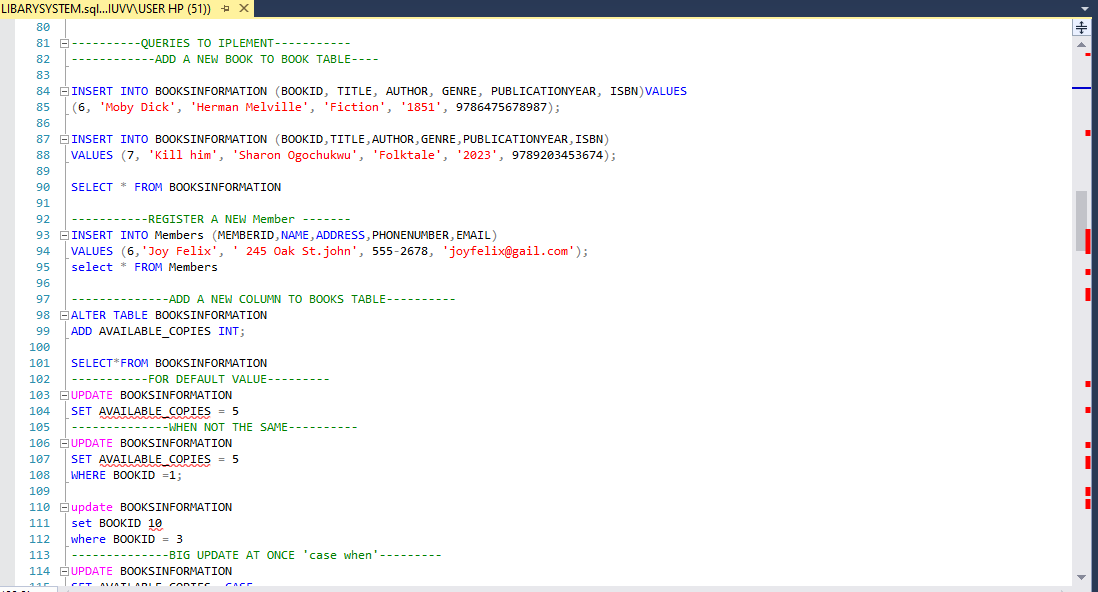 LIBARYSYSTEM.sql...IUVV\USER HP (51))
80
81 ----------QUERIES TO IPLEMENT-----------
82 ------------ADD A NEW BOOK TO BOOK TABLE----
83
84 INSERT INTO BOOKSINFORMATION (BOOKID, TITLE, AUTHOR, GENRE, PUBLICATIONYEAR, ISBN)VALUES
85 (6, 'Moby Dick', 'Herman Melville', 'Fiction', '1851', 9786475678987);
86
87 INSERT INTO BOOKSINFORMATION (BOOKID,TITLE,AUTHOR,GENRE,PUBLICATIONYEAR,ISBN)
88 VALUES (7, 'Kill him', 'Sharon Ogochukwu', 'Folktale', '2023', 9789203453674);
89
90 SELECT * FROM BOOKSINFORMATION
91
92 -----------REGISTER A NEW Member -------
93 INSERT INTO Members (MEMBERID,NAME,ADDRESS,PHONENUMBER,EMAIL)
94 VALUES (6,'Joy Felix', ' 245 Oak St.john', 555-2678, 'joyfelix@gail.com');
95 select * FROM Members
96
97 --------------ADD A NEW COLUMN TO BOOKS TABLE----------
98 ALTER TABLE BOOKSINFORMATION
99 ADD AVAILABLE_COPIES INT;
100
101 SELECT*FROM BOOKSINFORMATION
102 -----------FOR DEFAULT VALUE---------
103 UPDATE BOOKSINFORMATION
104 SET AVAILABLE_COPIES = 5
105 --------------WHEN NOT THE SAME----------
106 UPDATE BOOKSINFORMATION
107 SET AVAILABLE_COPIES = 5
108 WHERE BOOKID =1;
109
110 update BOOKSINFORMATION
111 set BOOKID 10
112 where BOOKID = 3
113 --------------BIG UPDATE AT ONCE 'case when'---------
114 UPDATE BOOKSINFORMATION
115 SET AVAILABLE_COPIES CASE